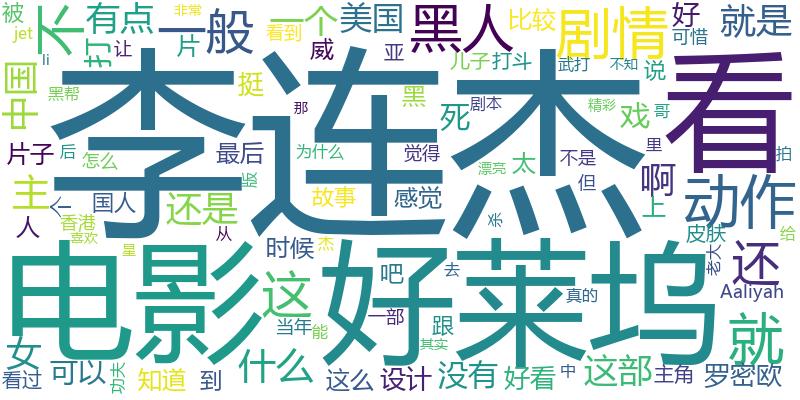 被
jet
不
有点
打
一般
片
非常
一个
看到
让
威
美国
亚
黑人
比较
剧情
好
可惜
就是
li
中国
黑帮
挺
那
黑
儿子
打斗
剧本
死
武打
不知
精彩
说
哥
戏
看
李连杰
片子
后
怎么
最后
为什么
觉得
漂亮
太
不是
但
里
啊
拍
主
个
国人
版
故事
感觉
动作
上
人
香港
喜欢
还是
从
星
时候
杰
吧
去
亲
真的
皮肤
老大
给
还
Aaliyah
电影
这
好莱坞
当年
能
一部
跟
其实
就
女
看过
可以
功夫
知道
到
什么
这么
设计
没有
好看
中
这部
主角
罗密欧